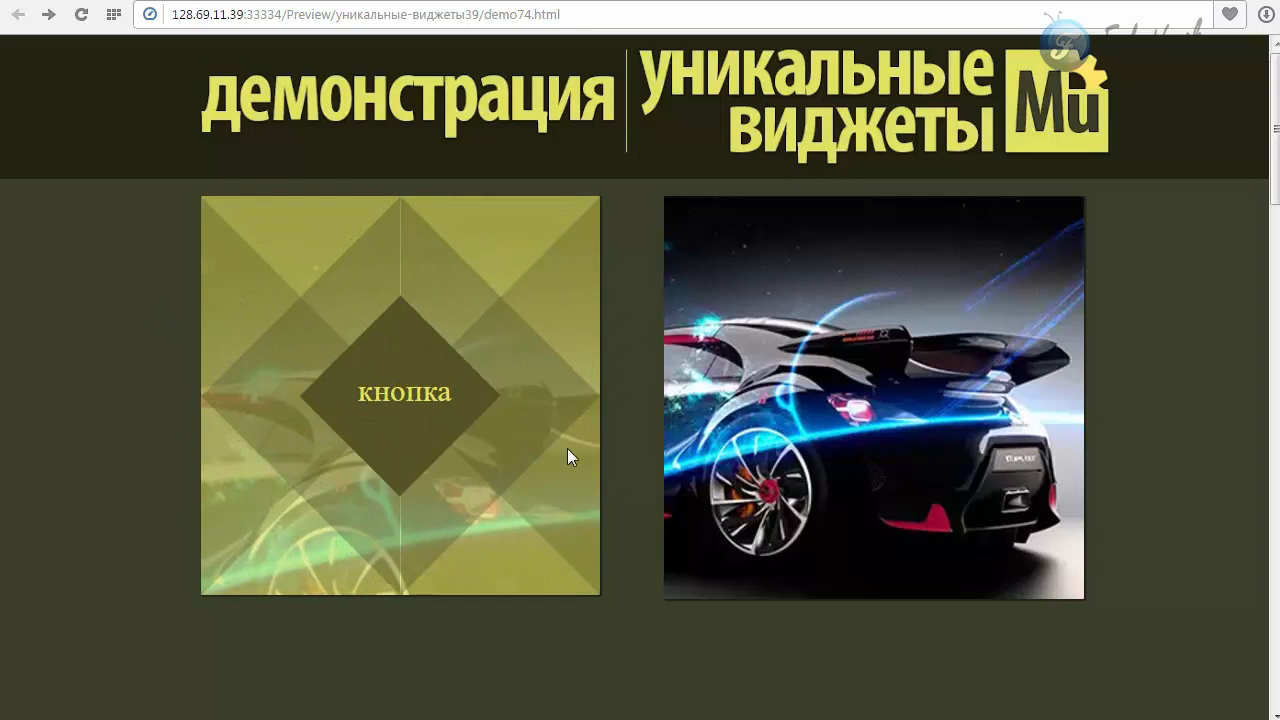 128.69.11.39:33334/Preview/уникальные-виджеты39/demo74.html
демонстрация
уникальные
виджеты
Mu
кнопка